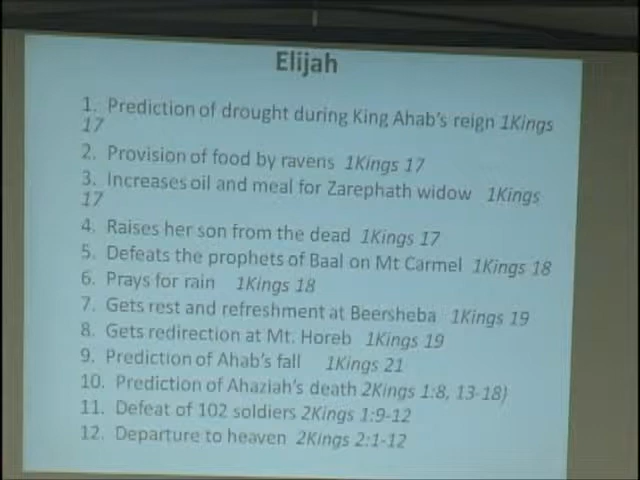 Elijah
1. Prediction of drought during King Ahab's reign 1Kings
17
2. Provision of food by ravens 1Kings 17
3. Increases oil and meal for Zarephath widow 1Kings
17
4. Raises her son from the dead 1Kings 17
5. Defeats the prophets of Baal on Mt Carmel 1Kings 18
6. Prays for rain 1Kings 18
7. Gets rest and refreshment at Beersheba 1Kings 19
8. Gets redirection at Mt. Horeb 1Kings 19
9. Prediction of Ahab's fall 1Kings 21
10. Prediction of Ahaziah's death 2Kings 1:8, 13-18)
11. Defeat of 102 soldiers 2Kings 1:9-12
12. Departure to heaven 2Kings 2:1-12